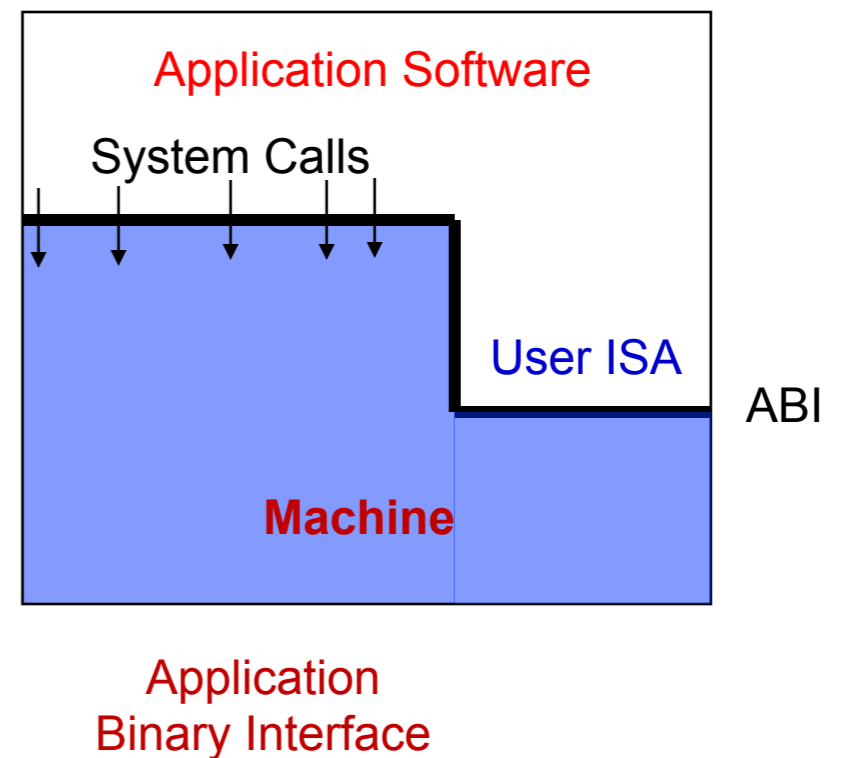 Application Software
System Calls
User ISA
ABI
Machine
Application
Binary Interface